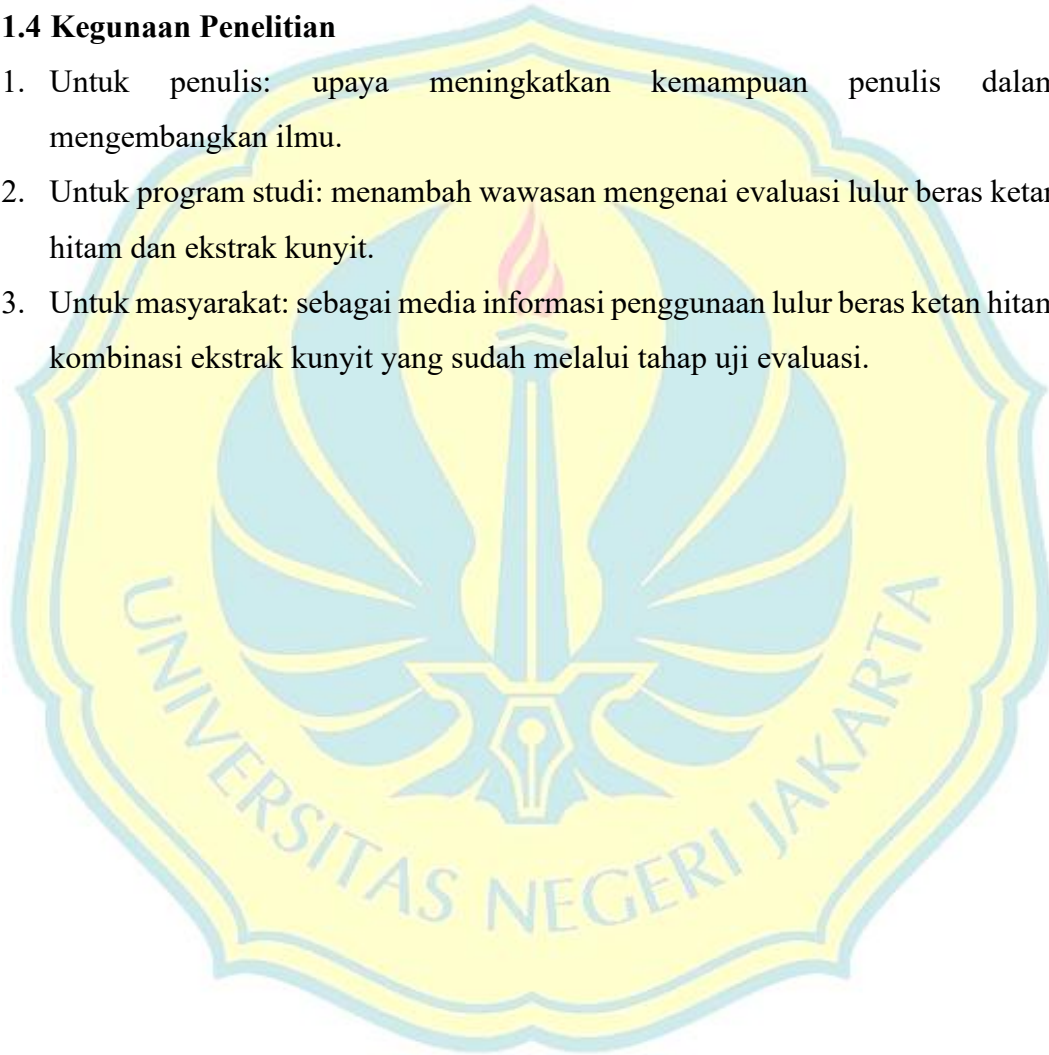 1.4 Kegunaan Penelitian
1. Untuk penulis: upaya meningkatkan kemampuan penulis dalam
mengembangkan ilmu.
2. Untuk program studi: menambah wawasan mengenai evaluasi lulur beras ketan
hitam dan ekstrak kunyit.
3. Untuk masyarakat: sebagai media informasi penggunaan lulur beras ketan hitam
kombinasi ekstrak kunyit yang sudah melalui tahap uji evaluasi.
UNIVERSITAS NEGERI JAKARTA